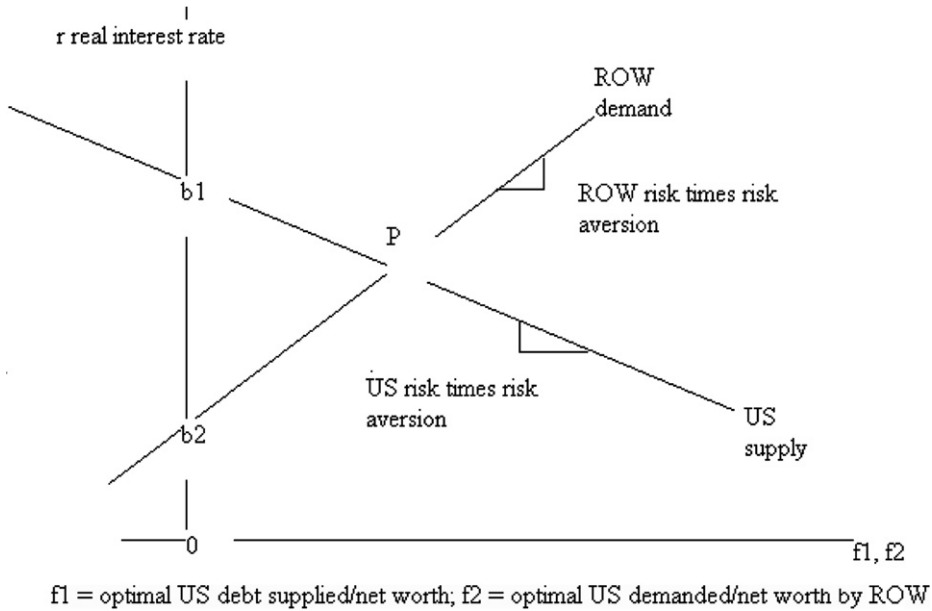 r real interest rate
ROW
demand
b1
ROW risk times risk
aversion
P
US risk times risk
aversion
US
supply
b2
0
f1, f2
f1 = optimal US debt supplied/net worth; f2 = optimal US demanded/net worth by ROW